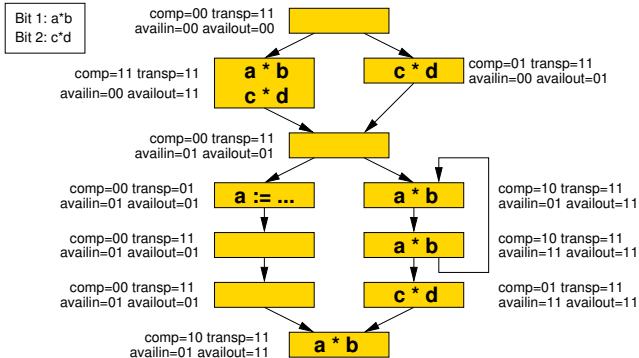 Bit 1: a*b
Bit 2: c*d
comp=00 transp=11
availin=00 availout=00
comp=11 transp=11
availin=00 availout=11
a * b
c * d
c * d
comp=01 transp=11
availin=00 availout=01
comp=00 transp=11
availin=01 availout=01
comp=00 transp=01
availin=01 availout=01
a := ...
a * b
comp=10 transp=11
availin=01 availout=11
comp=00 transp=11
availin=01 availout=01
a * b
comp=10 transp=11
availin=11 availout=11
comp=00 transp=11
availin=01 availout=01
c * d
comp=01 transp=11
availin=11 availout=11
comp=10 transp=11
availin=01 availout=11
a * b